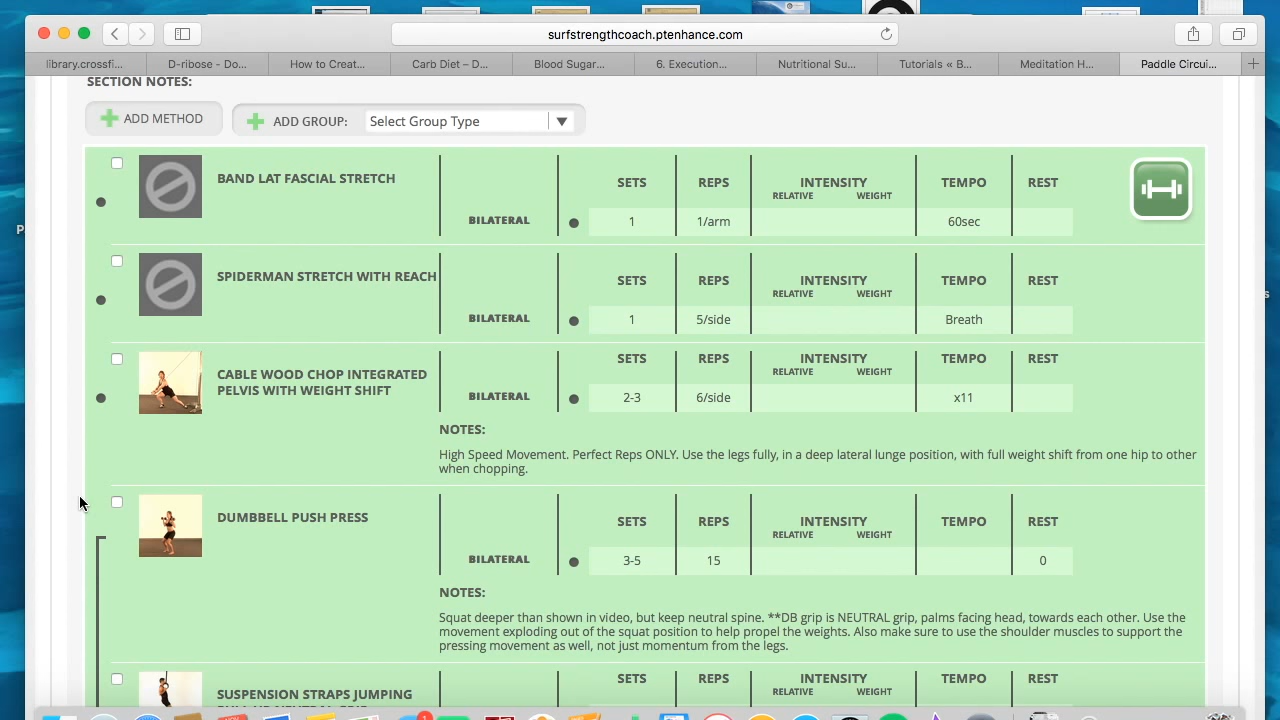 surfstrengthcoach.ptenhance.com
library.crossfi...
D-ribose - Do...
How to Creat...
Carb Diet – D...
Blood Sugar...
6. Execution...
Nutritional Su...
Tutorials « B...
Meditation H...
Paddle Circui...
SECTION NOTES:
ADD METHOD
ADD GROUP: Select Group Type
BAND LAT FASCIAL STRETCH
SETS REPS INTENSITY TEMPO REST
RELATIVE WEIGHT
BILATERAL 1 1/arm 60sec
SPIDERMAN STRETCH WITH REACH
SETS REPS INTENSITY TEMPO REST
RELATIVE WEIGHT
BILATERAL 1 5/side Breath
SETS REPS INTENSITY TEMPO REST
RELATIVE WEIGHT
CABLE WOOD CHOP INTEGRATED
PELVIS WITH WEIGHT SHIFT
BILATERAL 2-3 6/side x11
NOTES:
High Speed Movement. Perfect Reps ONLY. Use the legs fully, in a deep lateral lunge position, with full weight shift from one hip to other
when chopping.
DUMBBELL PUSH PRESS
SETS REPS INTENSITY TEMPO REST
RELATIVE WEIGHT
BILATERAL 3-5 15 0
NOTES:
Squat deeper than shown in video, but keep neutral spine. **DB grip is NEUTRAL grip, palms facing head, towards each other. Use the
movement exploding out of the squat position to help propel the weights. Also make sure to use the shoulder muscles to support the
pressing movement as well, not just momentum from the legs.
SETS REPS INTENSITY TEMPO REST
RELATIVE WEIGHT
SUSPENSION STRAPS JUMPING